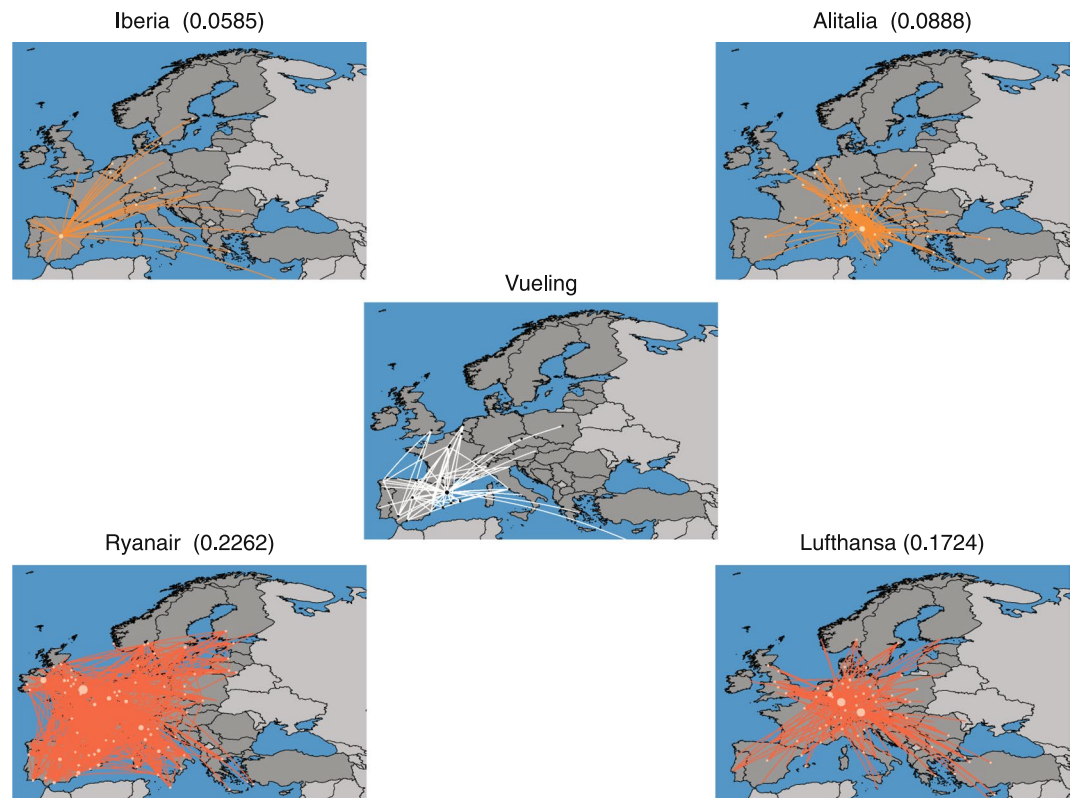 Iberia (0.0585)
Alitalia (0.0888)
Vueling
Ryanair (0.2262)
Lufthansa (0.1724)